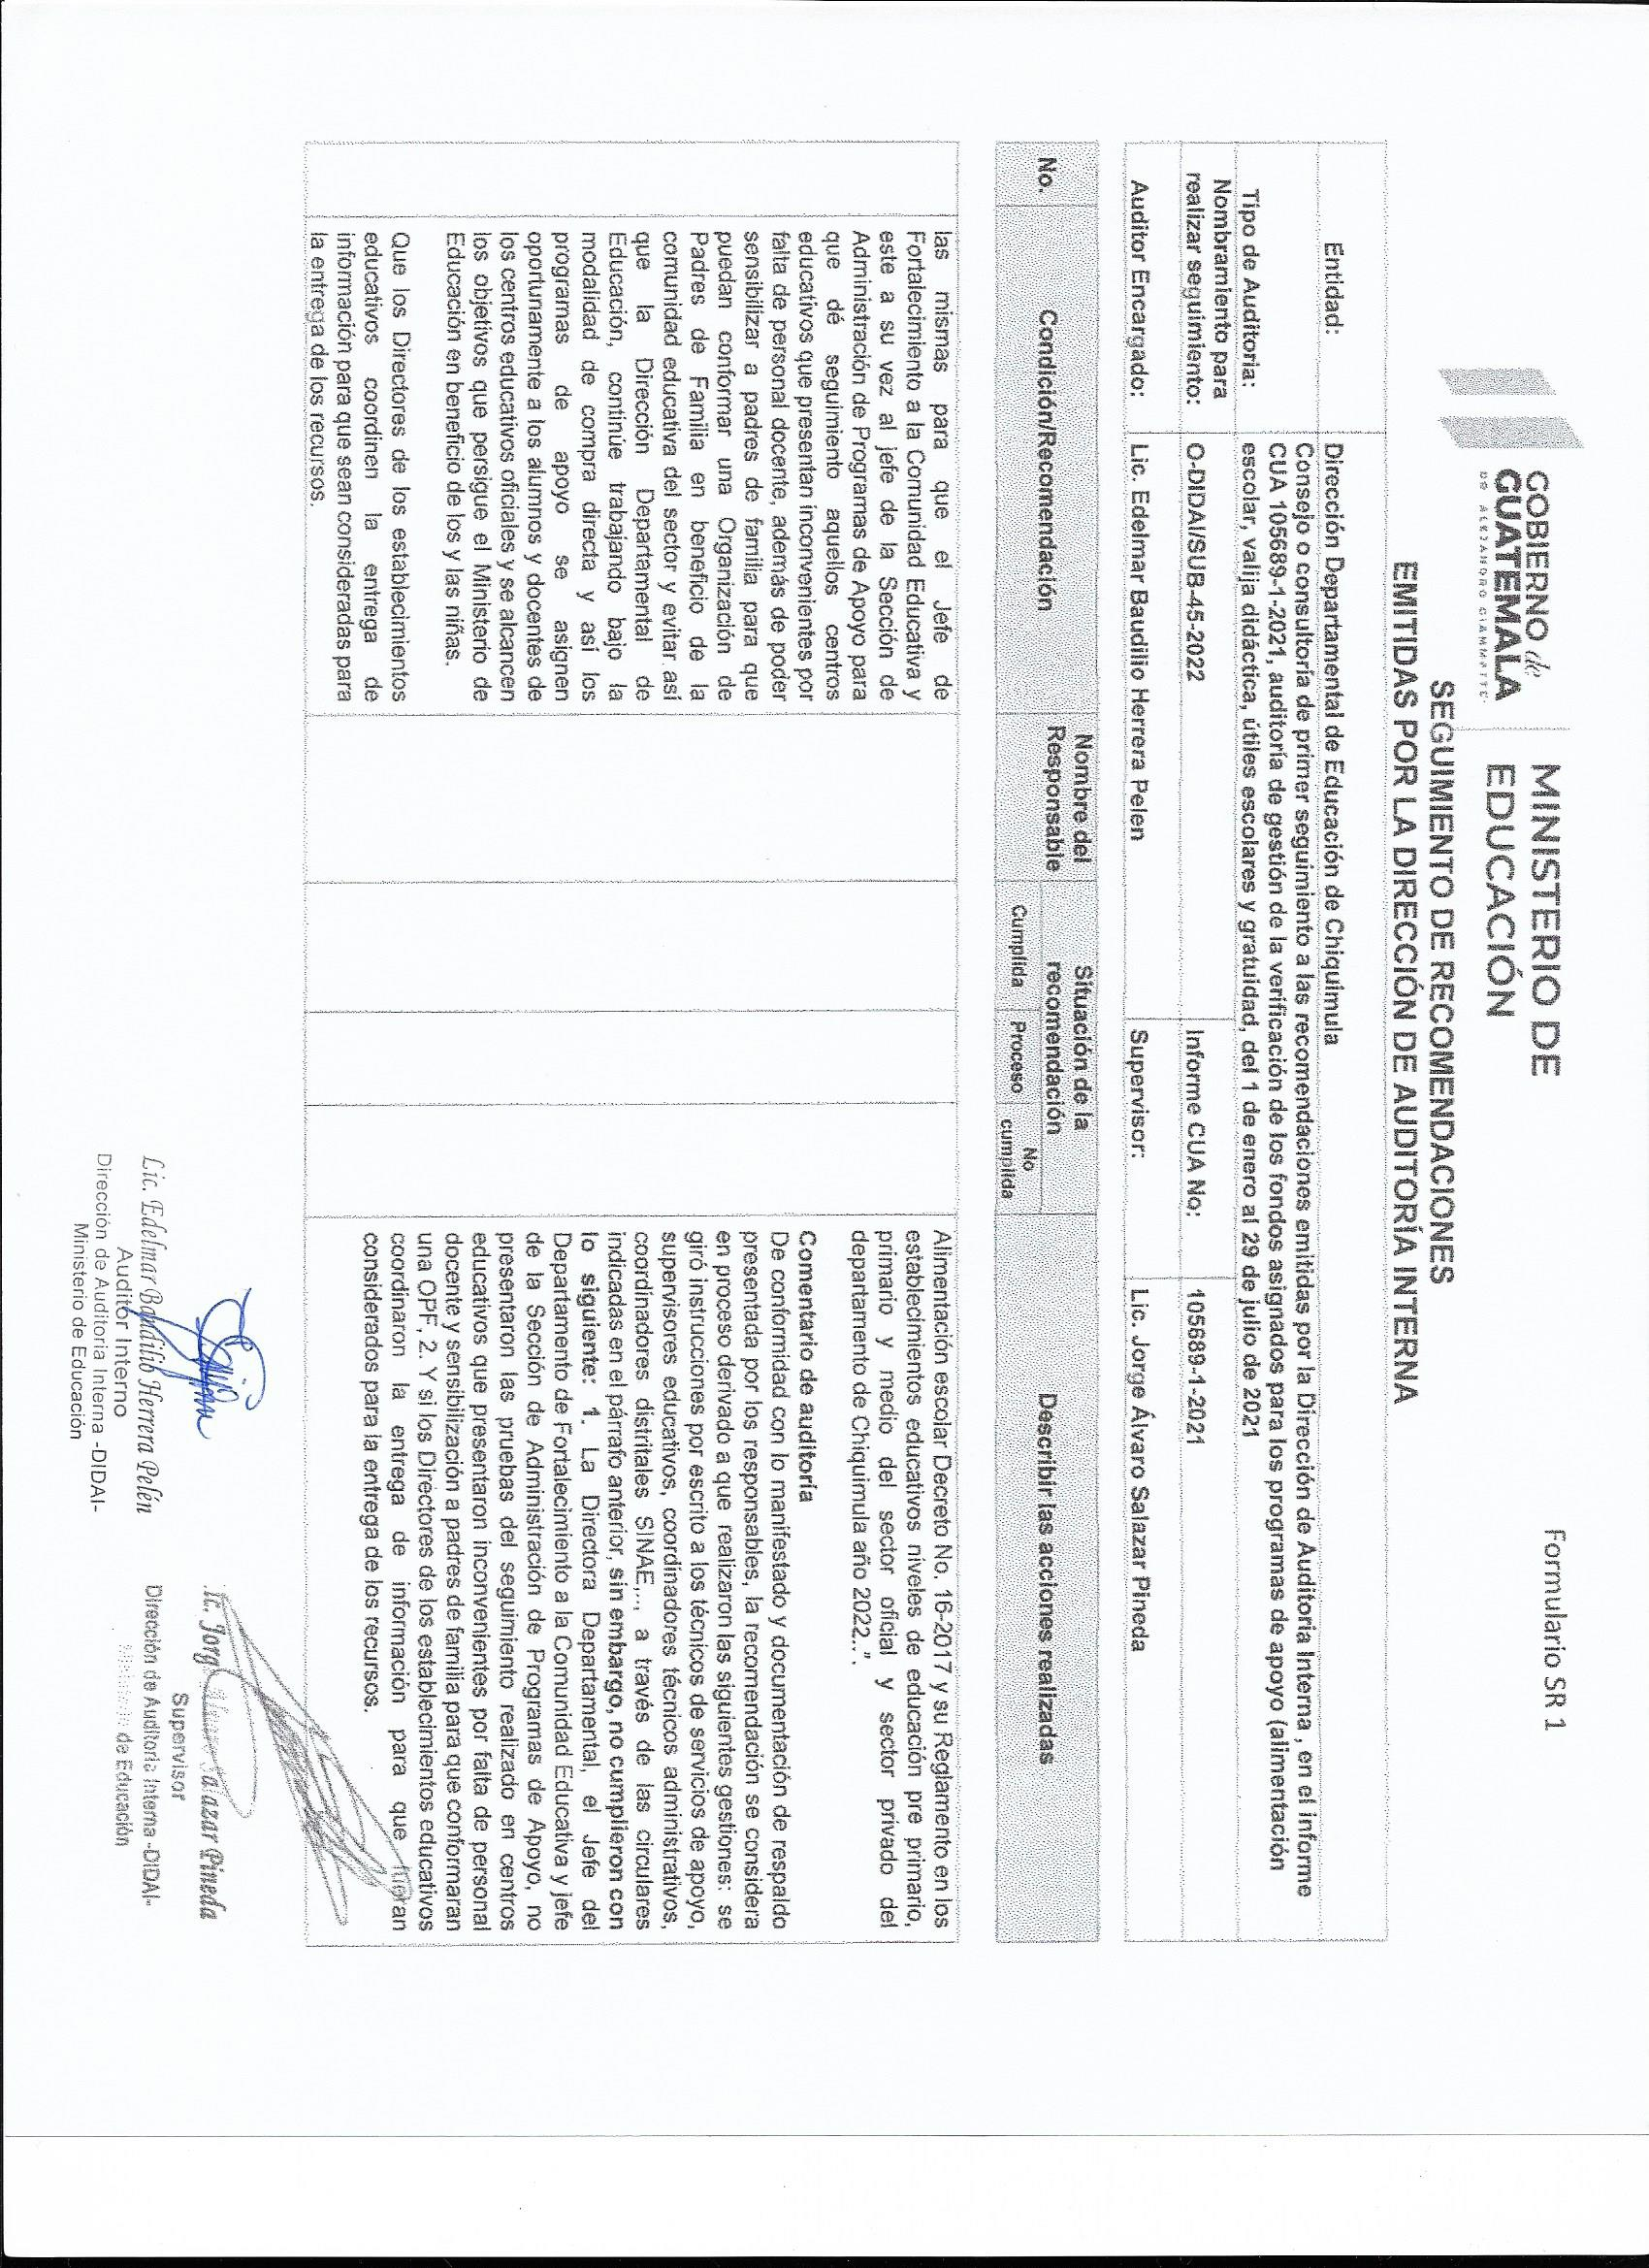 Formulario SR 1
GOBIERNO de
GUATEMALA
DR. ALEJANDRO GIAMMATTEI
MINISTERIO DE
EDUCACIÓN
SEGUIMIENTO DE RECOMENDACIONES
EMITIDAS POR LA DIRECCIÓN DE AUDITORÍA INTERNA
Entidad:
Dirección Departamental de Educación de Chiquimula
Tipo de Auditoria:
Consejo o consultoría de primer seguimiento a las recomendaciones emitidas por la Dirección de Auditoria Interna , en el informe
CUA 105689-1-2021, auditoría de gestión de la verificación de los fondos asignados para los programas de apoyo (alimentación
escolar, valija didáctica, útiles escolares y gratuidad, del 1 de enero al 29 de julio de 2021
Nombramiento para
realizar seguimiento:
O-DIDAI/SUB-45-2022
Informe CUA No:
105689-1-2021
Auditor Encargado:
Lic. Edelmar Baudilio Herrera Pelen
Supervisor:
Lic. Jorge Álvaro Salazar Pineda
No.
Condición/Recomendación
Nombre del
Responsable
Situación de la
recomendación
Cumplida
Proceso
No
cumplida
Describir las acciones realizadas
las mismas para que el Jefe de
Fortalecimiento a la Comunidad Educativa y
este a su vez al jefe de la Sección de
Administración de Programas de Apoyo para
que dé seguimiento aquellos centros
educativos que presentan inconvenientes por
falta de personal docente, además de poder
sensibilizar a padres de familia para que
puedan conformar una Organización de
Padres de Familia en beneficio de la
comunidad educativa del sector y evitar así
que la Dirección Departamental de
Educación, continúe trabajando bajo la
modalidad de compra directa y así los
programas de apoyo se asignen
oportunamente a los alumnos y docentes de
los centros educativos oficiales y se alcancen
los objetivos que persigue el Ministerio de
Educación en beneficio de los y las niñas.
Que los Directores de los establecimientos
educativos coordinen la entrega de
información para que sean consideradas para
la entrega de los recursos.
Alimentación escolar Decreto No. 16-2017 y su Reglamento en los
establecimientos educativos niveles de educación pre primario,
primario y medio del sector oficial y sector privado del
departamento de Chiquimula año 2022..".
Comentario de auditoría
De conformidad con lo manifestado y documentación de respaldo
presentada por los responsables, la recomendación se considera
en proceso derivado a que realizaron las siguientes gestiones: se
giró instrucciones por escrito a los técnicos de servicios de apoyo,
supervisores educativos, coordinadores técnicos administrativos,
coordinadores distritales SINAE,.., a través de las circulares
indicadas en el párrafo anterior, sin embargo, no cumplieron con
lo siguiente: 1. La Directora Departamental, el Jefe del
Departamento de Fortalecimiento a la Comunidad Educativa y jefe
de la Sección de Administración de Programas de Apoyo, no
presentaron las pruebas del seguimiento realizado en centros
educativos que presentaron inconvenientes por falta de personal
docente y sensibilización a padres de familia para que conformaran
una OPF, 2. Y si los Directores de los establecimientos educativos
coordinaron la entrega de información para que fueran
considerados para la entrega de los recursos.
Lic. Edelmar Baudilio Herrera Pelén
Auditor Interno
Dirección de Auditoria Interna -DIDAI-
Ministerio de Educación
Lic. Jorge Alvaro Salazar Pineda
Supervisor
Dirección de Auditoria Interna -DIDAI-
Ministerio de Educación